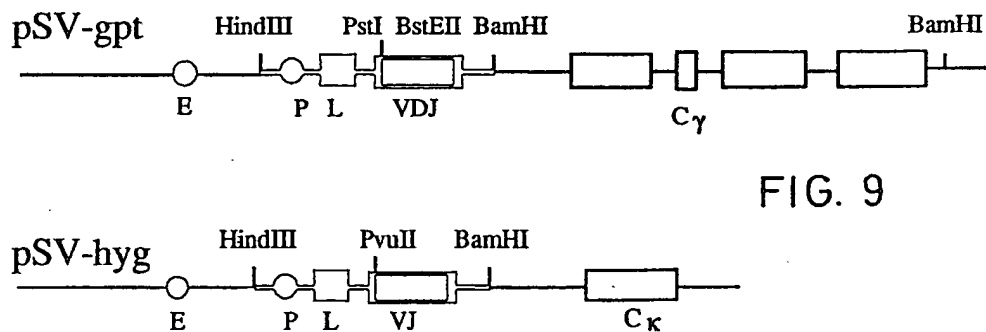 pSV-gpt
HindIII PstI BstEII BamHI BamHI
E P L VDJ Cγ
FIG. 9
pSV-hyg
HindIII PvuII BamHI
E P L VJ Cκ